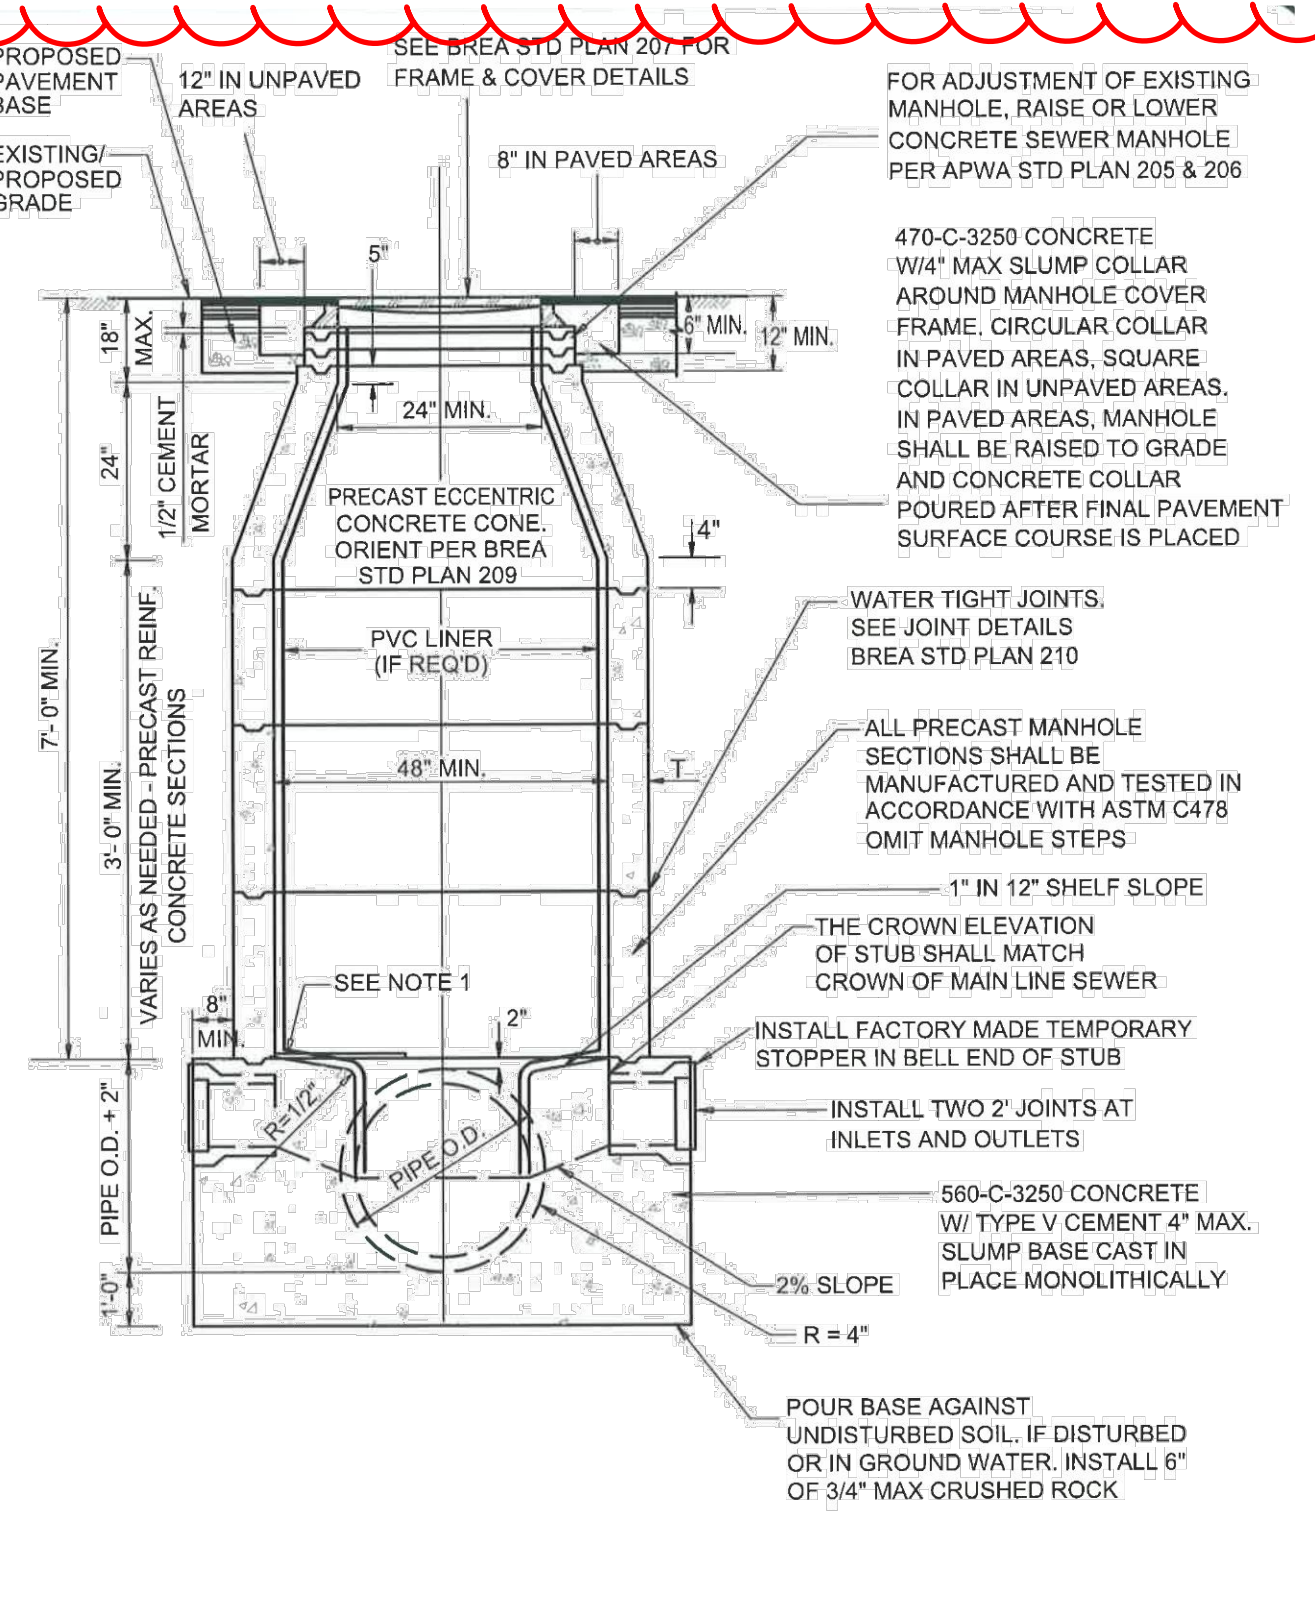 PROPOSED
PAVEMENT
BASE
12" IN UNPAVED
AREAS
SEE BREA STD PLAN 207 FOR
FRAME & COVER DETAILS
EXISTING/
PROPOSED
GRADE
8" IN PAVED AREAS
FOR ADJUSTMENT OF EXISTING
MANHOLE, RAISE OR LOWER
CONCRETE SEWER MANHOLE
PER APWA STD PLAN 205 & 206
470-C-3250 CONCRETE
W/4" MAX SLUMP COLLAR
AROUND MANHOLE COVER
FRAME. CIRCULAR COLLAR
IN PAVED AREAS, SQUARE
COLLAR IN UNPAVED AREAS.
IN PAVED AREAS, MANHOLE
SHALL BE RAISED TO GRADE
AND CONCRETE COLLAR
POURED AFTER FINAL PAVEMENT
SURFACE COURSE IS PLACED
5"
18"
MAX.
6" MIN.
12" MIN.
24" MIN.
24"
1/2" CEMENT
MORTAR
PRECAST ECCENTRIC
CONCRETE CONE.
ORIENT PER BREA
STD PLAN 209
4"
WATER TIGHT JOINTS.
SEE JOINT DETAILS
BREA STD PLAN 210
PVC LINER
(IF REQ'D)
7'- 0" MIN.
3'- 0" MIN.
VARIES AS NEEDED - PRECAST REINF.
CONCRETE SECTIONS
48" MIN.
T
ALL PRECAST MANHOLE
SECTIONS SHALL BE
MANUFACTURED AND TESTED IN
ACCORDANCE WITH ASTM C478
OMIT MANHOLE STEPS
1" IN 12" SHELF SLOPE
THE CROWN ELEVATION
OF STUB SHALL MATCH
CROWN OF MAIN LINE SEWER
SEE NOTE 1
8"
MIN.
2"
INSTALL FACTORY MADE TEMPORARY
STOPPER IN BELL END OF STUB
R=1/2"
PIPE O.D.
PIPE O.D. + 2"
INSTALL TWO 2' JOINTS AT
INLETS AND OUTLETS
560-C-3250 CONCRETE
W/ TYPE V CEMENT 4" MAX.
SLUMP BASE CAST IN
PLACE MONOLITHICALLY
1'-0"
2% SLOPE
R = 4"
POUR BASE AGAINST
UNDISTURBED SOIL. IF DISTURBED
OR IN GROUND WATER. INSTALL 6"
OF 3/4" MAX CRUSHED ROCK